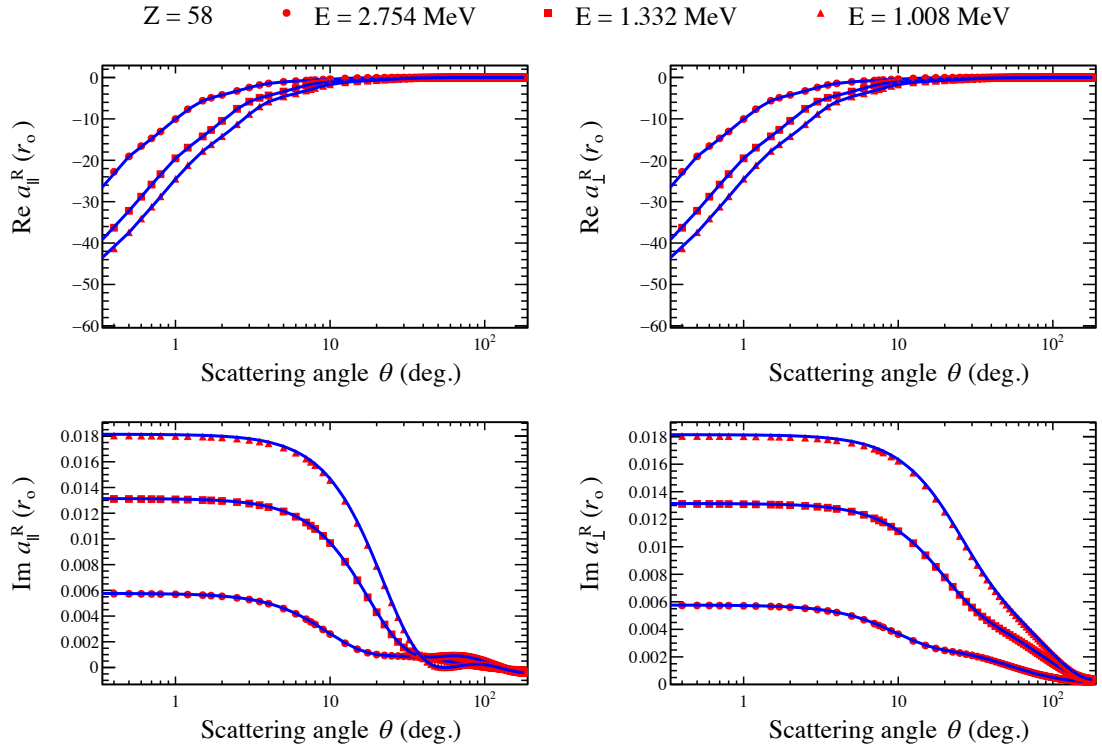 Z = 58 E = 2.754 MeV E = 1.332 MeV E = 1.008 MeV
Re a∥^R (r_o)
0
−10
−20
−30
−40
−50
−60
1 10 10²
Scattering angle θ (deg.)
Re a⊥^R (r_o)
0
−10
−20
−30
−40
−50
−60
1 10 10²
Scattering angle θ (deg.)
Im a∥^R (r_o)
0.018
0.016
0.014
0.012
0.01
0.008
0.006
0.004
0.002
0
1 10 10²
Scattering angle θ (deg.)
Im a⊥^R (r_o)
0.018
0.016
0.014
0.012
0.01
0.008
0.006
0.004
0.002
0
1 10 10²
Scattering angle θ (deg.)